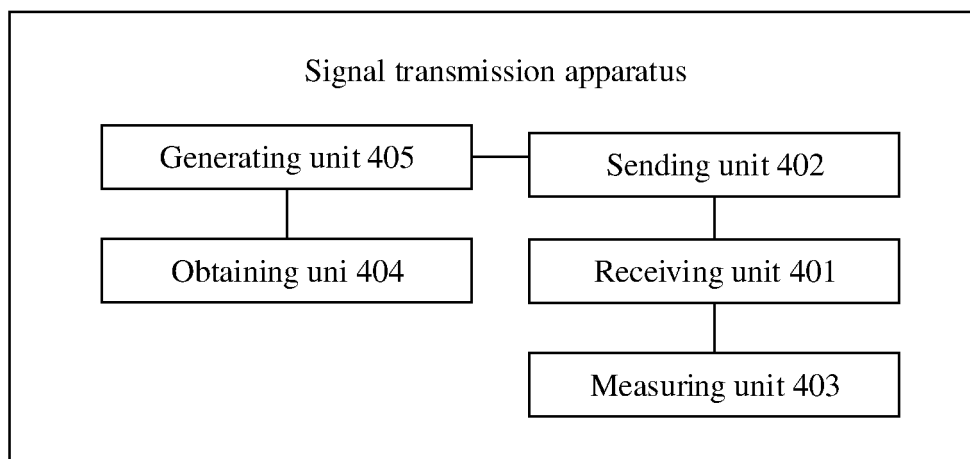 Signal transmission apparatus
Generating unit 405
Sending unit 402
Obtaining uni 404
Receiving unit 401
Measuring unit 403